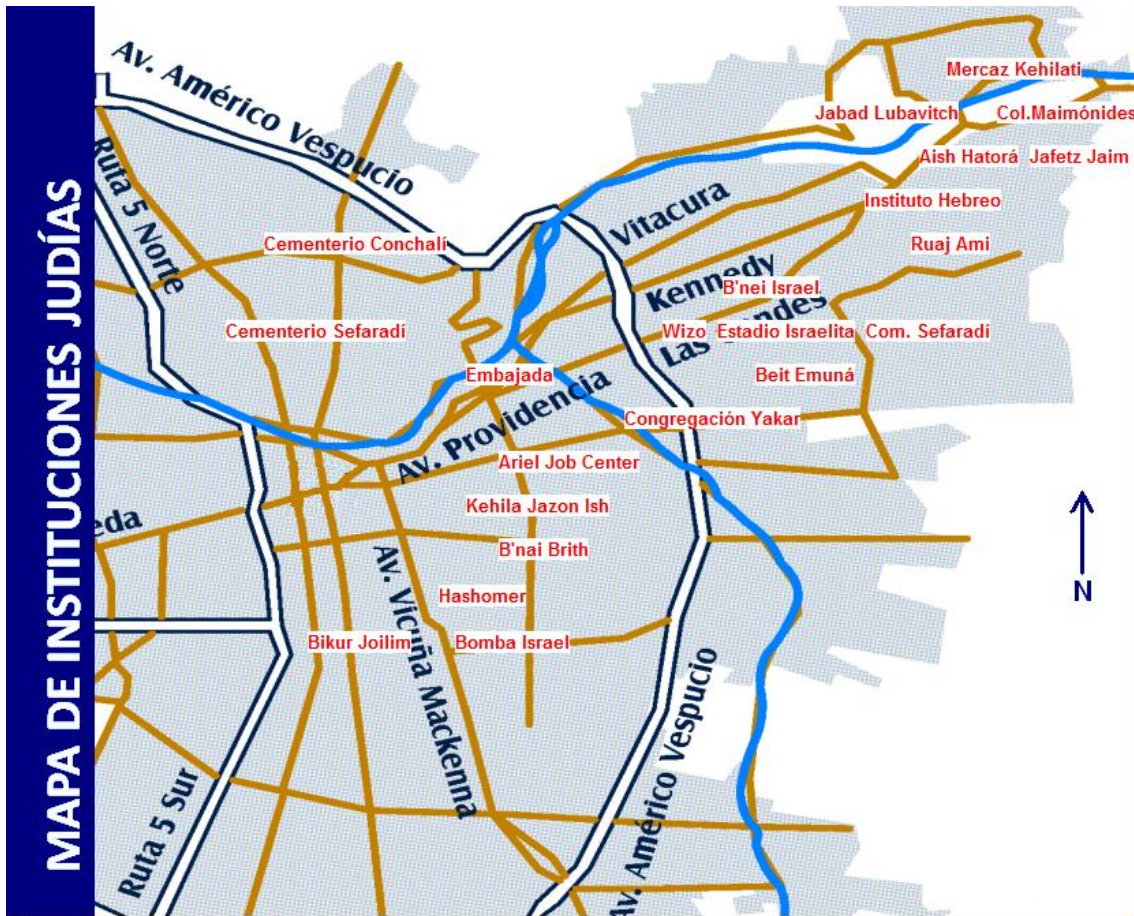 MAPA DE INSTITUCIONES JUDÍAS
Av. Américo Vespucio
Mercaz Kehilati
Jabad Lubavitch
Col.Maimónides
Ruta 5 Norte
Aish Hatorá Jafetz Jaim
Vitacura
Instituto Hebreo
Cementerio Conchalí
Ruaj Ami
Kennedy
B'nei Israel
Cementerio Sefaradí
Wizo Estadio Israelita Com. Sefaradí
Las
Embajada
Beit Emuná
Av. Providencia
Congregación Yakar
Ariel Job Center
Kehila Jazon Ish
eda
B'nai Brith
Av. Vicuña Mackenna
Hashomer
N
Bikur Joilim
Bomba Israel
Av. Américo Vespucio
Ruta 5 Sur